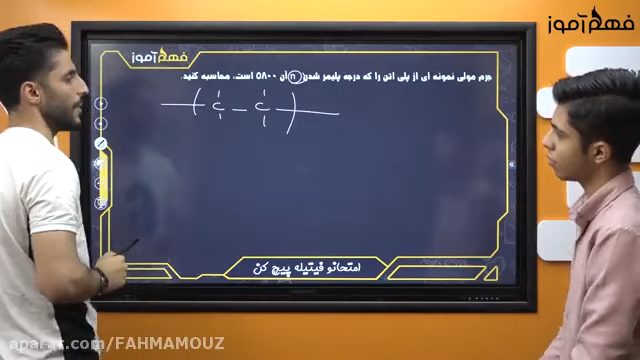 فهم آموز
فهم آموز
جرم مولی نمونه ای از پلی اتن را که درجه پلیمر شدن (n) آن ۵۸۰۰ است، محاسبه کنید.
( C - C )
امتحانو فیتیله پیچ کن
aparat.com/FAHMAMOUZ